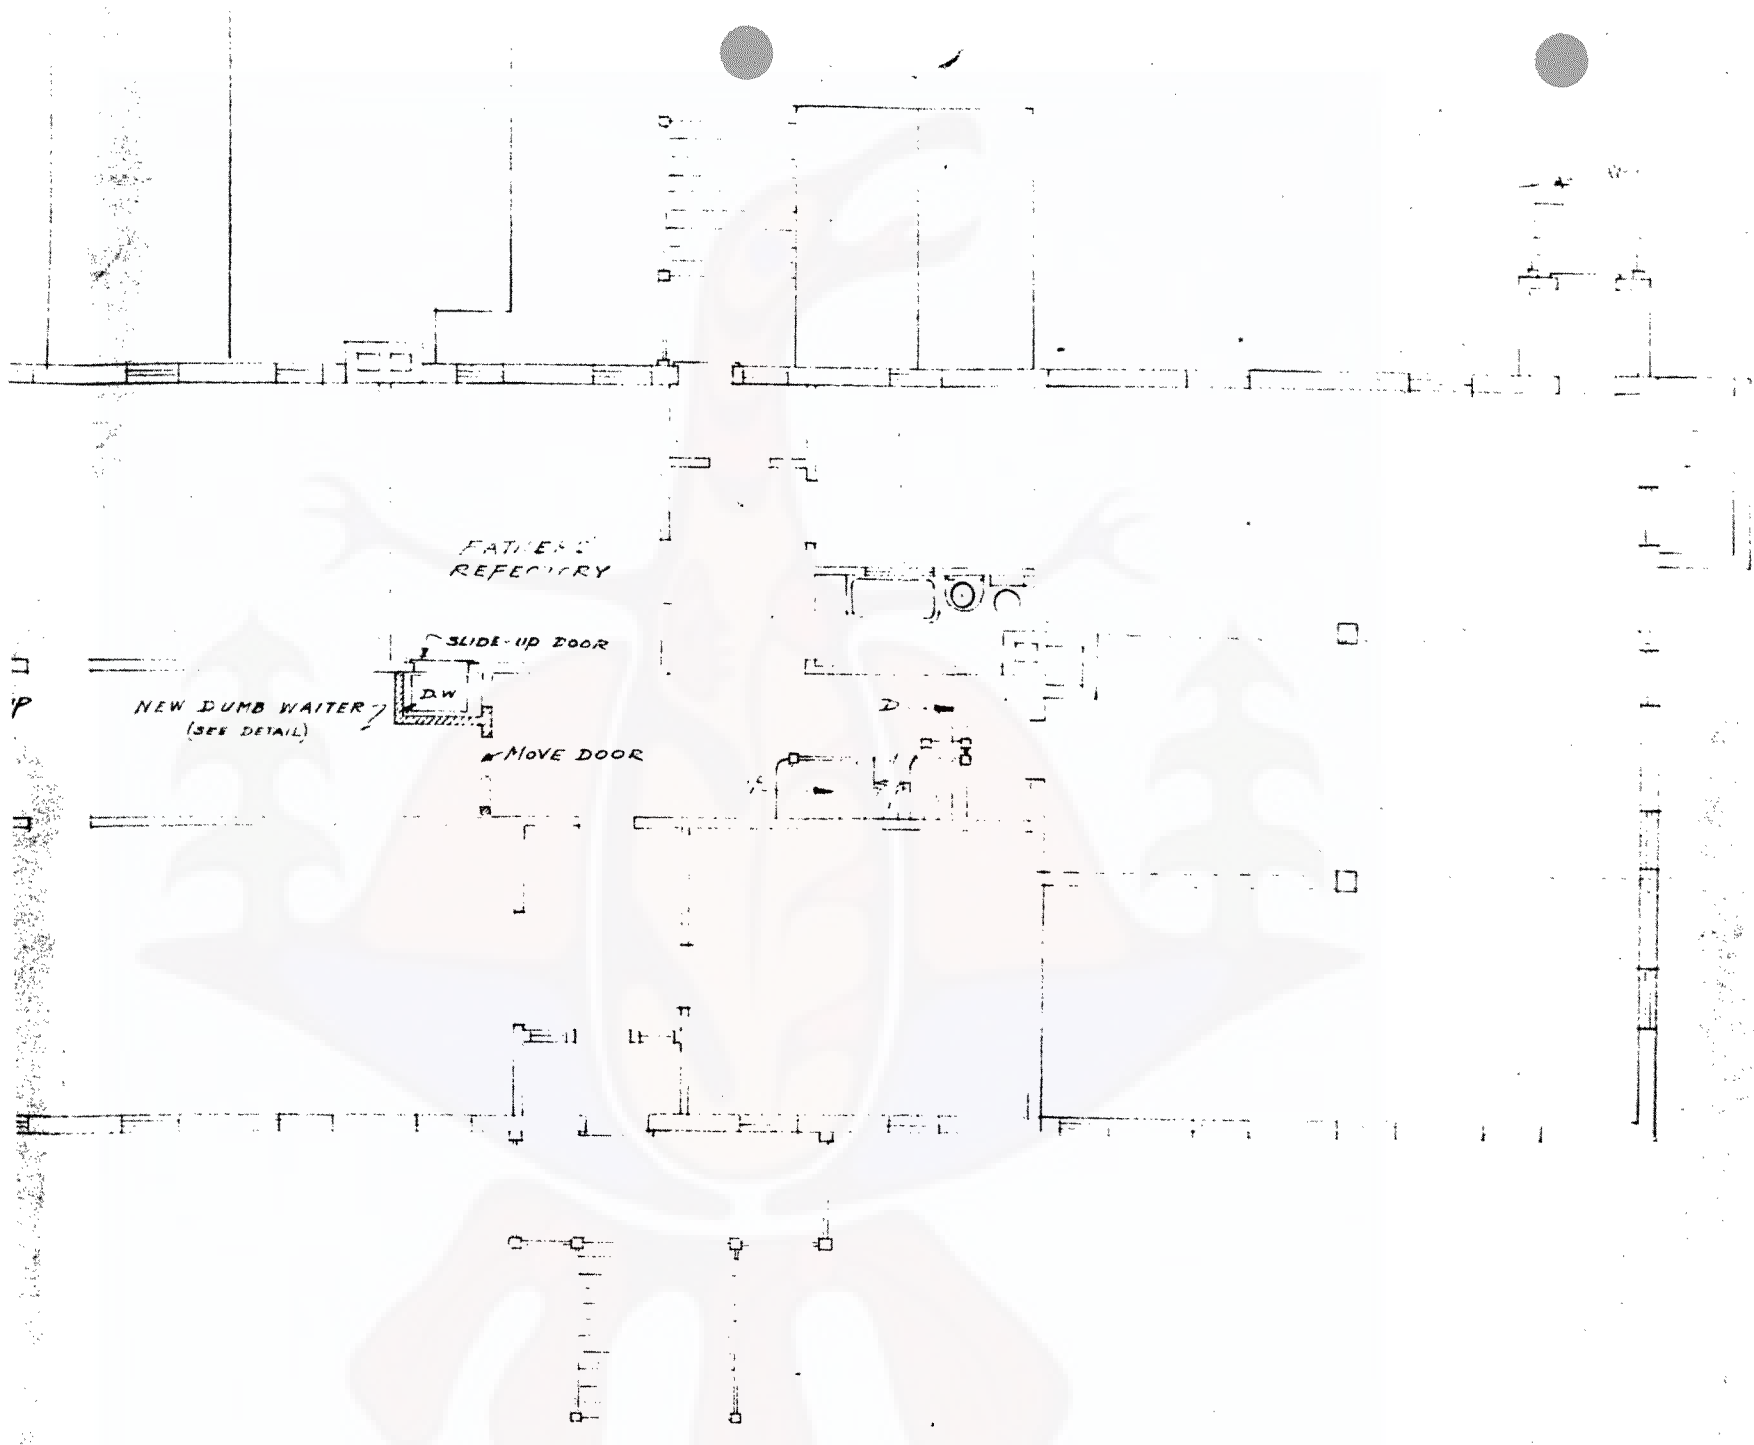 FATHERS'
REFECTORY
SLIDE-UP DOOR
D.W
NEW DUMB WAITER
(SEE DETAIL)
MOVE DOOR
D